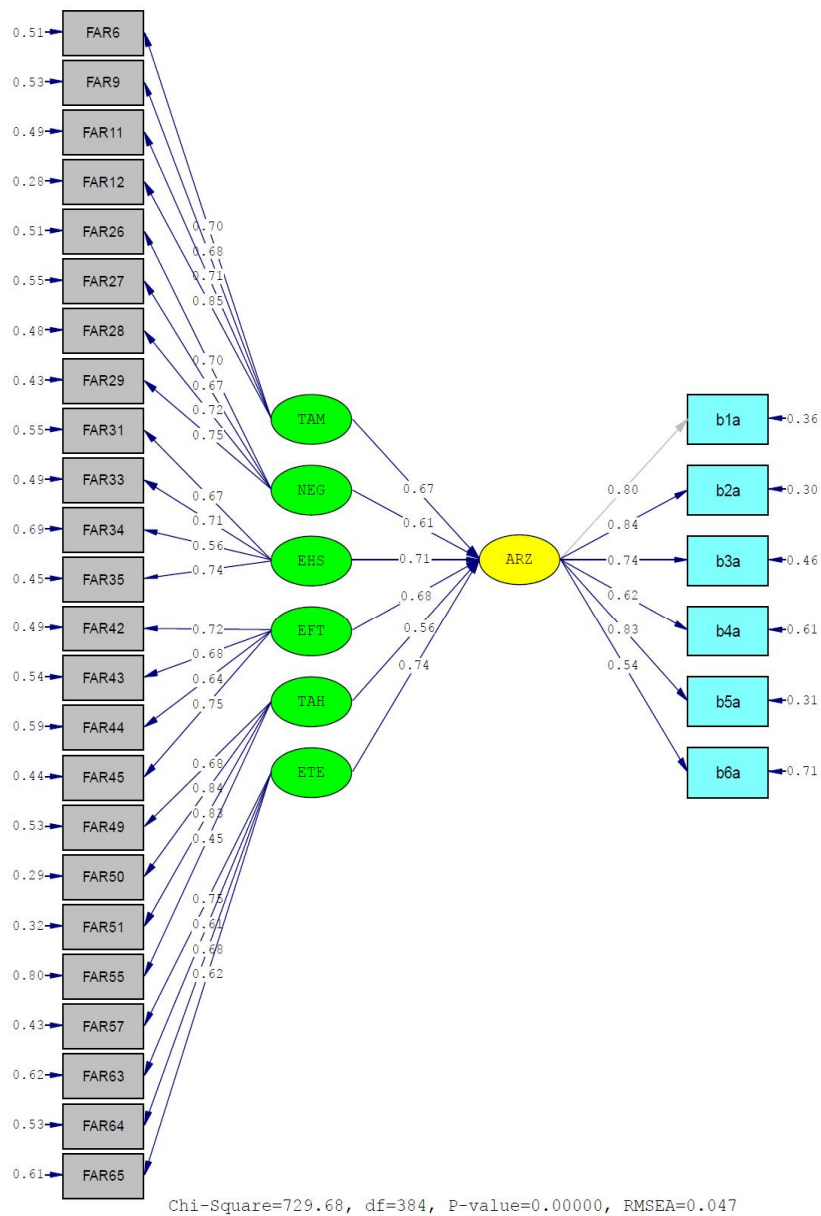 0.51 FAR6
0.53 FAR9
0.49 FAR11
0.28 FAR12
0.51 FAR26
0.55 FAR27
0.48 FAR28
0.43 FAR29
0.55 FAR31
0.49 FAR33
0.69 FAR34
0.45 FAR35
0.49 FAR42
0.54 FAR43
0.59 FAR44
0.44 FAR45
0.53 FAR49
0.29 FAR50
0.32 FAR51
0.80 FAR55
0.43 FAR57
0.62 FAR63
0.53 FAR64
0.61 FAR65
0.70
0.68
0.71
0.85
0.70
0.67
0.72
0.75
0.67
0.71
0.56
0.74
0.72
0.68
0.64
0.75
0.68
0.84
0.83
0.45
0.75
0.61
0.68
0.62
TAM
NEG
EHS
EFT
TAH
ETE
0.67
0.61
0.71
0.68
0.56
0.74
ARZ
0.80
0.84
0.74
0.62
0.83
0.54
b1a 0.36
b2a 0.30
b3a 0.46
b4a 0.61
b5a 0.31
b6a 0.71
Chi-Square=729.68, df=384, P-value=0.00000, RMSEA=0.047